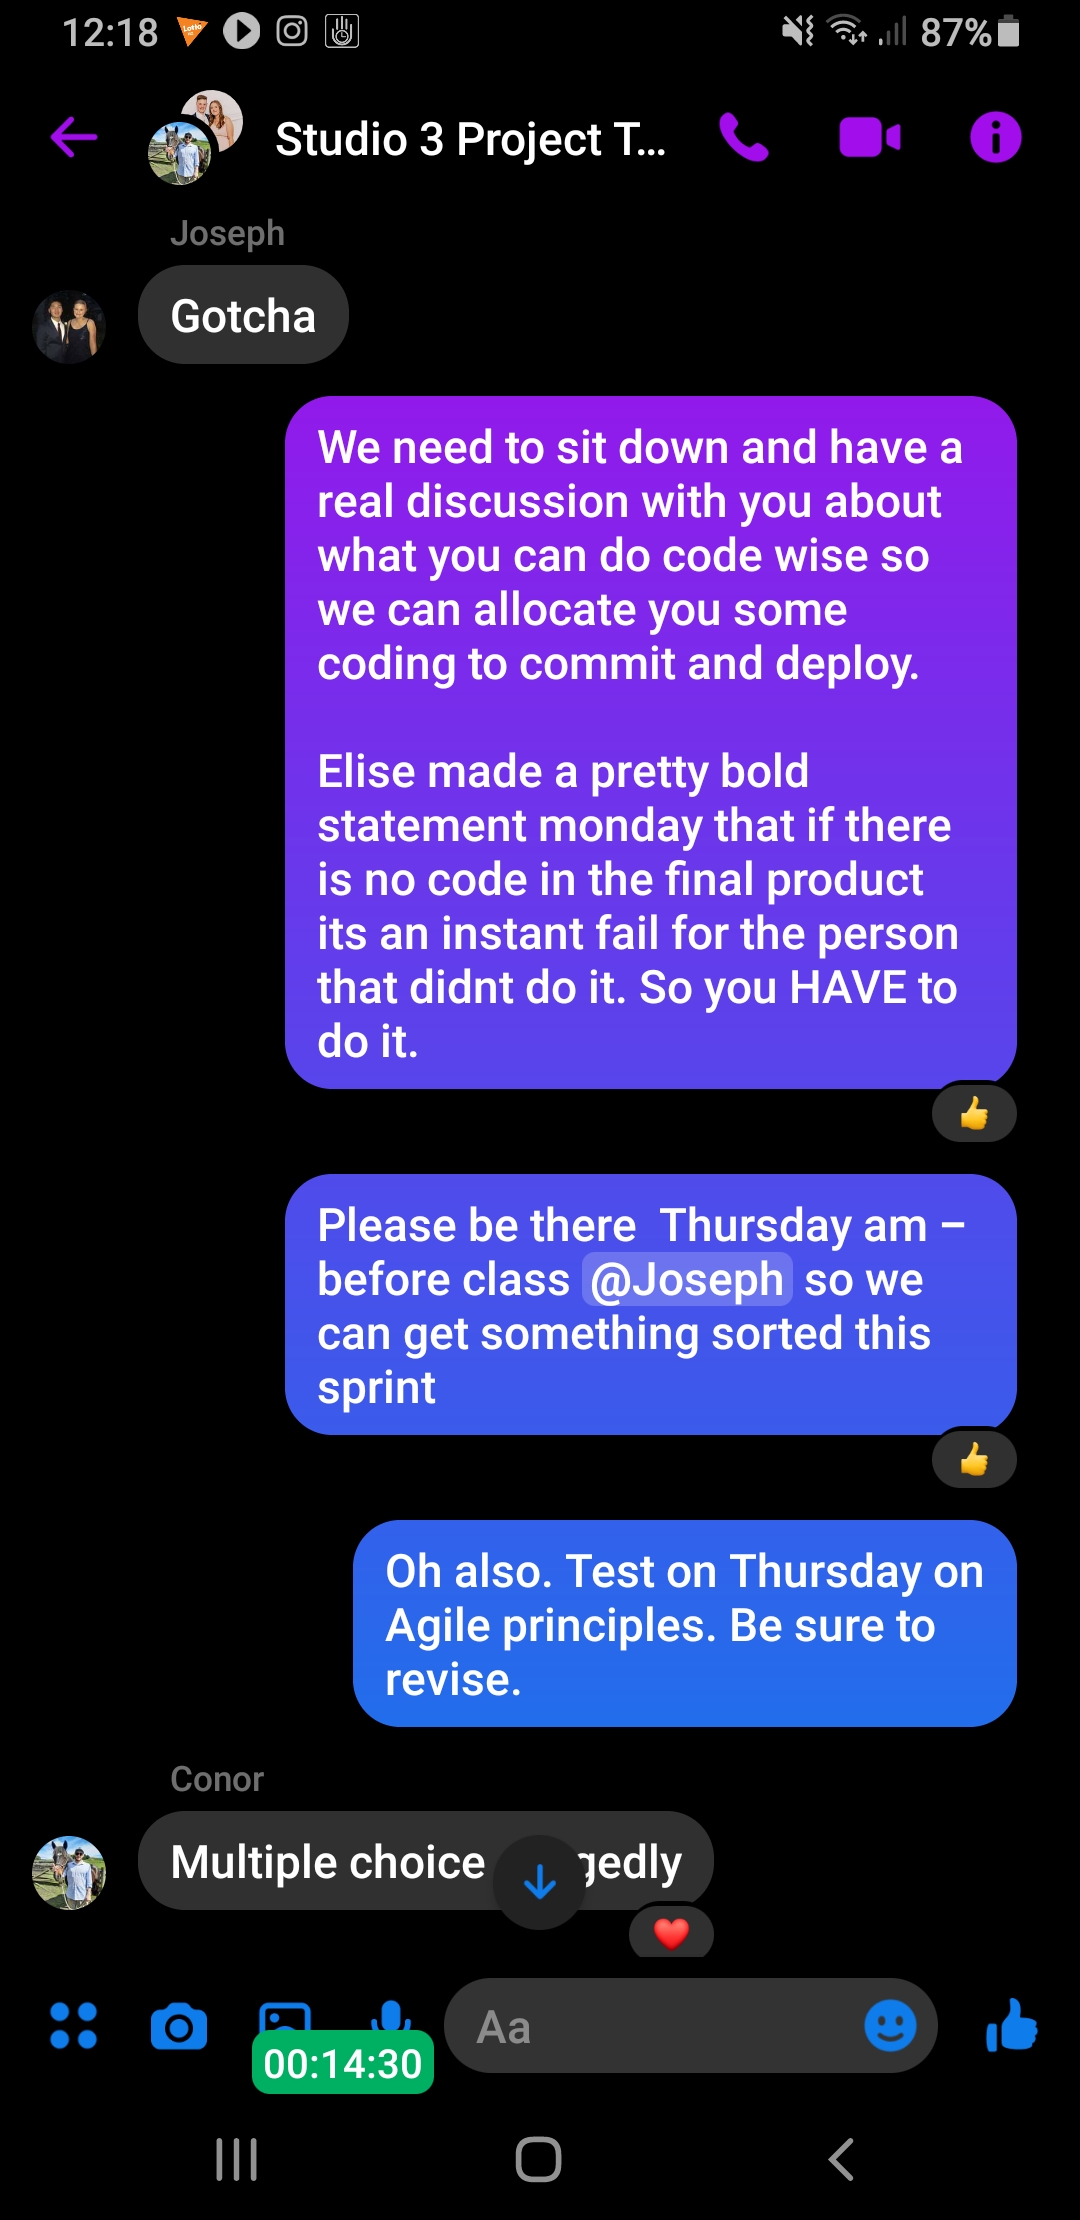 12:18
Lotto
87%
Studio 3 Project T...
Joseph
Gotcha
We need to sit down and have a
real discussion with you about
what you can do code wise so
we can allocate you some
coding to commit and deploy.
Elise made a pretty bold
statement monday that if there
is no code in the final product
its an instant fail for the person
that didnt do it. So you HAVE to
do it.
Please be there  Thursday am –
before class @Joseph so we
can get something sorted this
sprint
Oh also. Test on Thursday on
Agile principles. Be sure to
revise.
Conor
Multiple choice gedly
Aa
00:14:30